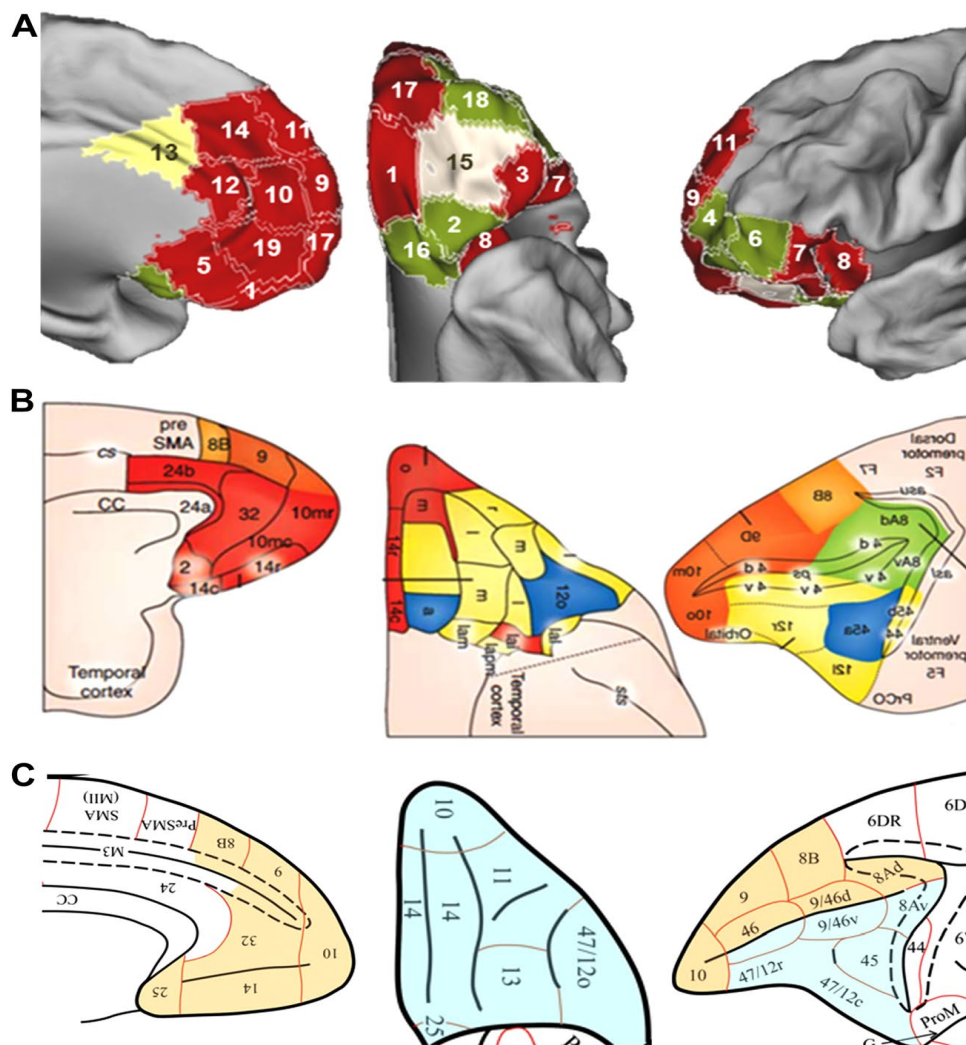 A
13
14
11
12
10
9
5
19
17
1
17
18
1
15
3
7
2
16
8
11
9
4
6
7
8
B
pre
SMA
8B
9
cs
24b
CC
24a
32
10mr
10mc
2
14r
14c
Temporal
cortex
o
m
r
l
m
l
14r
m
l
12o
14c
a
lam
lal
lal
lapm
Temporal
cortex
sts
Dorsal
premotor
F7
F2
8B
asu
9D
8Ad
4 d
4 d
8Av
asl
10m
ps
4 v
4 v
10o
12r
45a
45b
44
Orbital
12l
Ventral
premotor
F5
PrCO
C
SMA
(MII)
PreSMA
8B
9
M3
24
CC
32
10
25
14
10
11
14
14
13
47/12o
25
6DR
6D
8B
8Ad
9
9/46d
8Av
46
9/46v
44
10
47/12r
45
47/12c
ProM
G